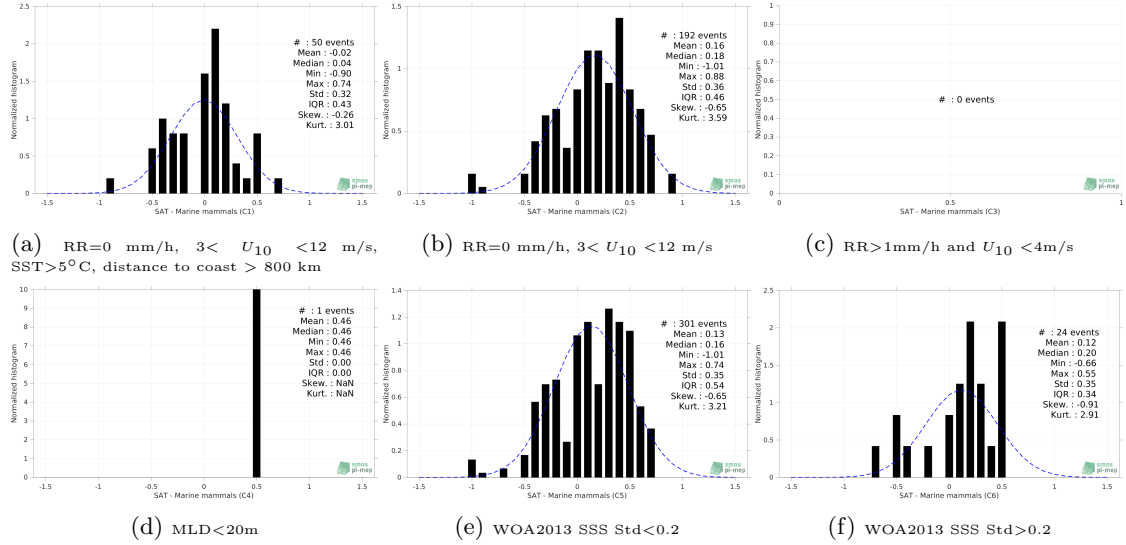 2.5
2
1.5
1
0.5
0
Normalized histogram
# : 50 events
Mean : -0.02
Median : 0.04
Min : -0.90
Max : 0.74
Std : 0.32
IQR : 0.43
Skew. : -0.26
Kurt. : 3.01
smos
pi-mep
-1.5 -1 -0.5 0 0.5 1 1.5
SAT - Marine mammals (C1)
(a) RR=0 mm/h, 3< U10 <12 m/s,
SST>5°C, distance to coast > 800 km
1.5
1
0.5
0
Normalized histogram
# : 192 events
Mean : 0.16
Median : 0.18
Min : -1.01
Max : 0.88
Std : 0.36
IQR : 0.46
Skew. : -0.65
Kurt. : 3.59
smos
pi-mep
-1.5 -1 -0.5 0 0.5 1 1.5
SAT - Marine mammals (C2)
(b) RR=0 mm/h, 3< U10 <12 m/s
1
0.9
0.8
0.7
0.6
0.5
0.4
0.3
0.2
0.1
0
Normalized histogram
# : 0 events
smos
pi-mep
0 0.5 1
SAT - Marine mammals (C3)
(c) RR>1mm/h and U10 <4m/s
10
9
8
7
6
5
4
3
2
1
0
Normalized histogram
# : 1 events
Mean : 0.46
Median : 0.46
Min : 0.46
Max : 0.46
Std : 0.00
IQR : 0.00
Skew. : NaN
Kurt. : NaN
smos
pi-mep
-1.5 -1 -0.5 0 0.5 1 1.5
SAT - Marine mammals (C4)
(d) MLD<20m
1.4
1.2
1
0.8
0.6
0.4
0.2
0
Normalized histogram
# : 301 events
Mean : 0.13
Median : 0.16
Min : -1.01
Max : 0.74
Std : 0.35
IQR : 0.54
Skew. : -0.65
Kurt. : 3.21
smos
pi-mep
-1.5 -1 -0.5 0 0.5 1 1.5
SAT - Marine mammals (C5)
(e) WOA2013 SSS Std<0.2
2.5
2
1.5
1
0.5
0
Normalized histogram
# : 24 events
Mean : 0.12
Median : 0.20
Min : -0.66
Max : 0.55
Std : 0.35
IQR : 0.34
Skew. : -0.91
Kurt. : 2.91
smos
pi-mep
-1.5 -1 -0.5 0 0.5 1 1.5
SAT - Marine mammals (C6)
(f) WOA2013 SSS Std>0.2